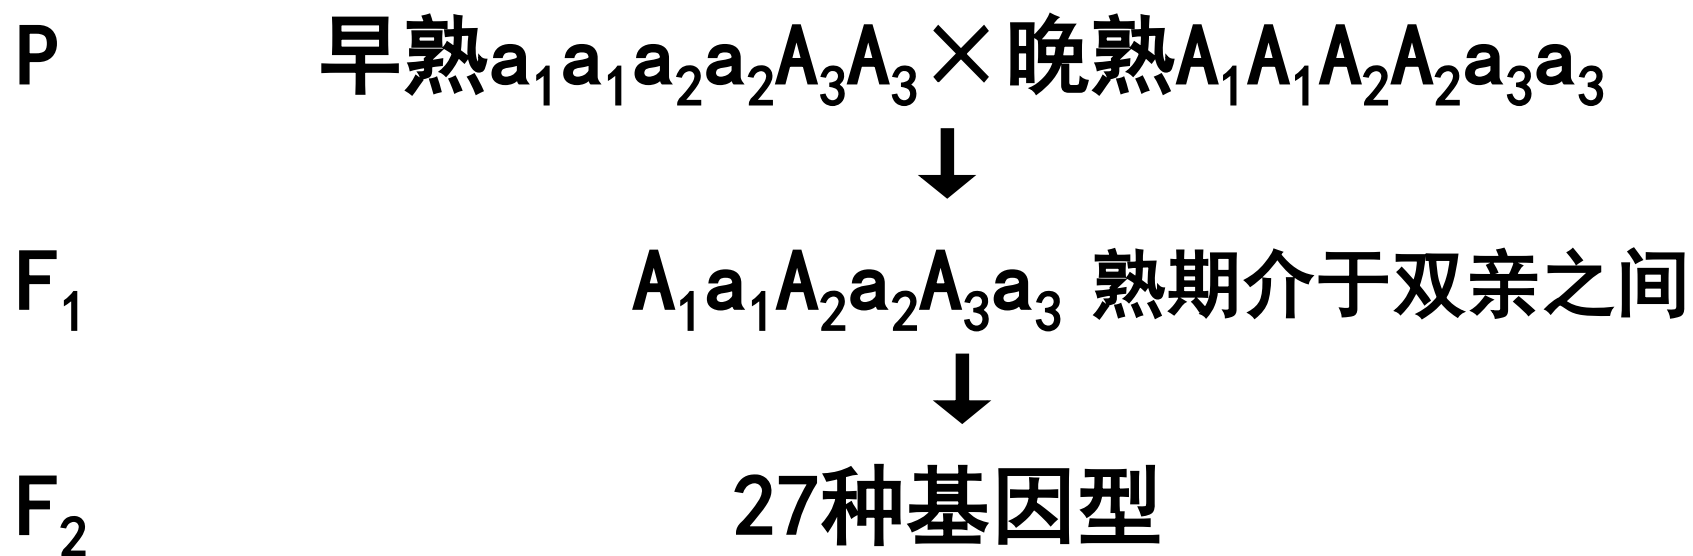 P 早熟a₁a₁a₂a₂A₃A₃×晚熟A₁A₁A₂A₂a₃a₃
F₁ A₁a₁A₂a₂A₃a₃ 熟期介于双亲之间
F₂ 27种基因型